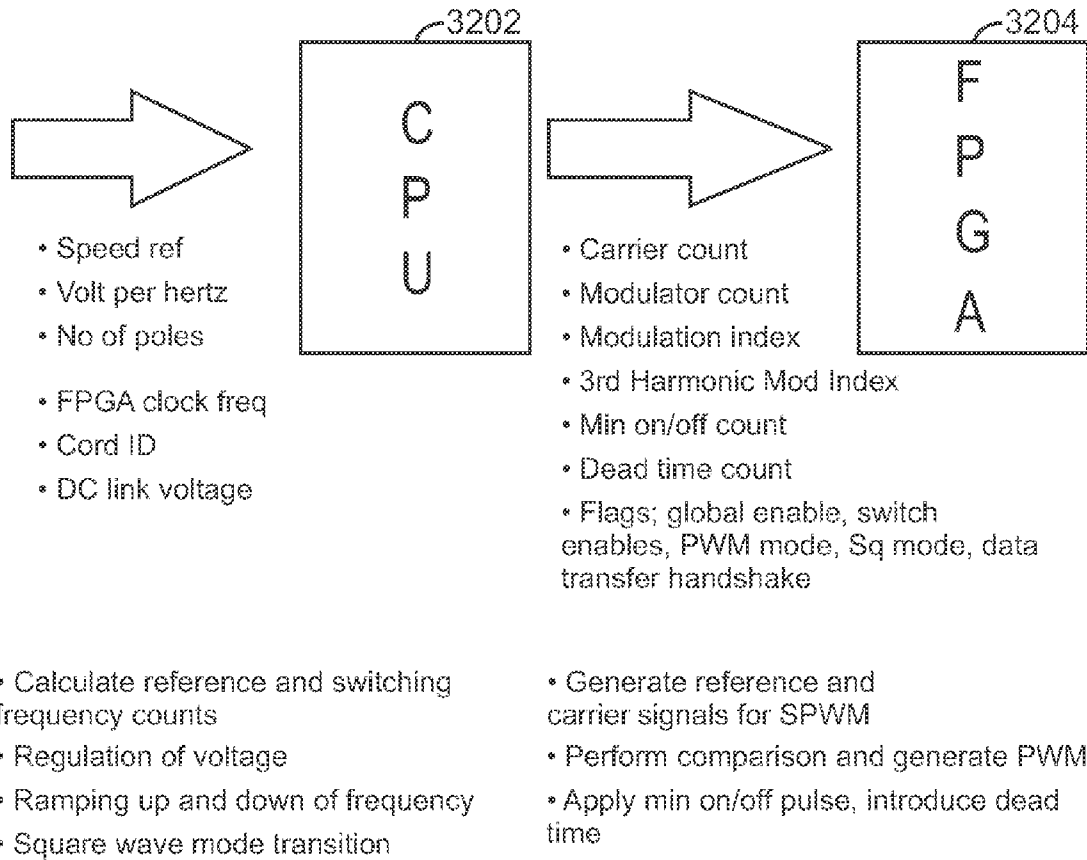 3202
3204
C
P
U
F
P
G
A
• Speed ref
• Volt per hertz
• No of poles
• FPGA clock freq
• Cord ID
• DC link voltage
• Carrier count
• Modulator count
• Modulation index
• 3rd Harmonic Mod Index
• Min on/off count
• Dead time count
• Flags; global enable, switch
enables, PWM mode, Sq mode, data
transfer handshake
• Calculate reference and switching
frequency counts
• Regulation of voltage
• Ramping up and down of frequency
• Square wave mode transition
• Generate reference and
carrier signals for SPWM
• Perform comparison and generate PWM
• Apply min on/off pulse, introduce dead
time